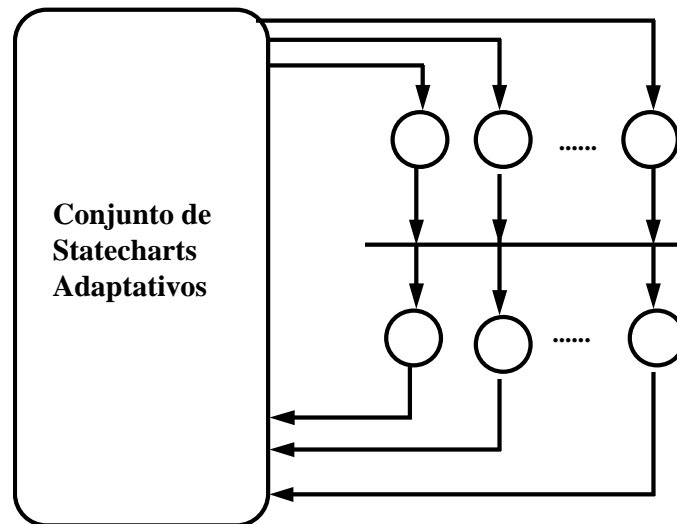 Conjunto de
Statecharts
Adaptativos
......
......